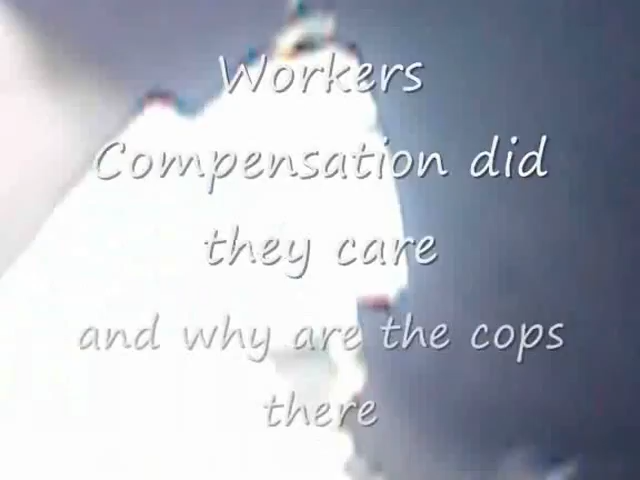 Workers
Compensation did
they care
and why are the cops
there